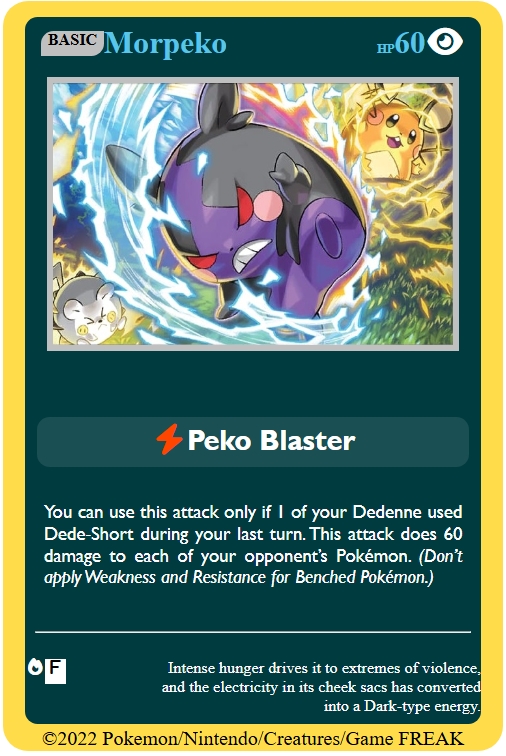 BASIC Morpeko HP60
Peko Blaster
You can use this attack only if 1 of your Dedenne used
Dede-Short during your last turn. This attack does 60
damage to each of your opponent's Pokémon. (Don't
apply Weakness and Resistance for Benched Pokémon.)
F
Intense hunger drives it to extremes of violence,
and the electricity in its cheek sacs has converted
into a Dark-type energy.
©2022 Pokemon/Nintendo/Creatures/Game FREAK